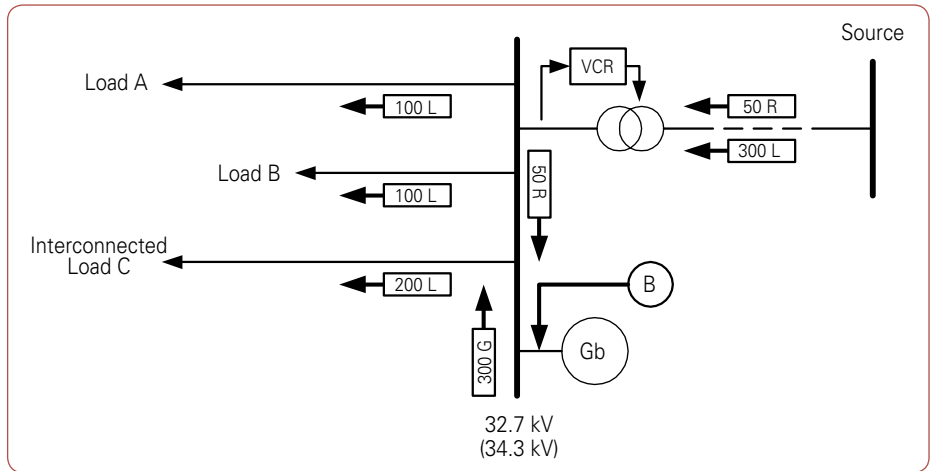 Source
VCR
Load A
50 R
100 L
300 L
Load B
50 R
100 L
Interconnected
Load C
200 L
B
300 G
Gb
32.7 kV
(34.3 kV)